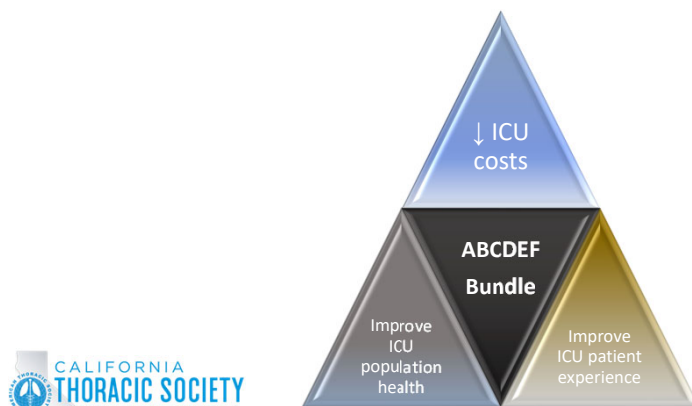 ↓ ICU
costs
ABCDEF
Bundle
Improve
ICU
population
health
Improve
ICU patient
experience
CALIFORNIA
THORACIC SOCIETY